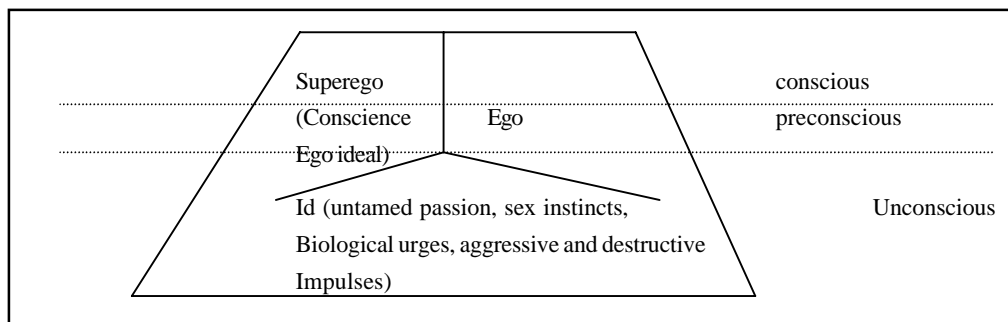 Superego conscious
(Conscience Ego preconscious
Ego ideal)
Id (untamed passion, sex instincts, Unconscious
Biological urges, aggressive and destructive
Impulses)